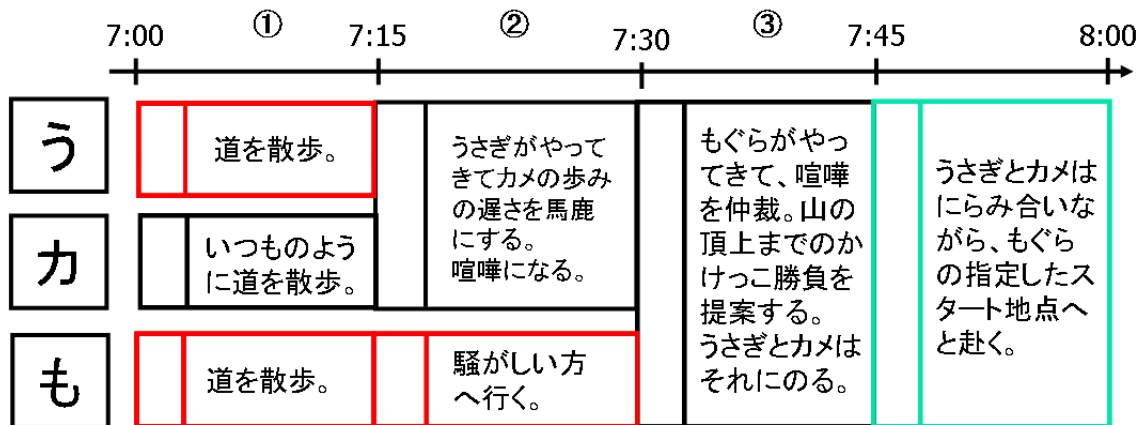 ① ② ③
7:00 7:15 7:30 7:45 8:00
う
道を散歩。
うさぎがやって
きてカメの歩み
の遅さを馬鹿
にする。
喧嘩になる。
もぐらがやっ
てきて、喧嘩
を仲裁。山の
頂上までのか
けっこ勝負を
提案する。
うさぎとカメは
それにのる。
うさぎとカメは
にらみ合いな
がら、もぐら
の指定したス
タート地点へ
と赴く。
カ
いつものよう
に道を散歩。
も
道を散歩。
騒がしい方
へ行く。